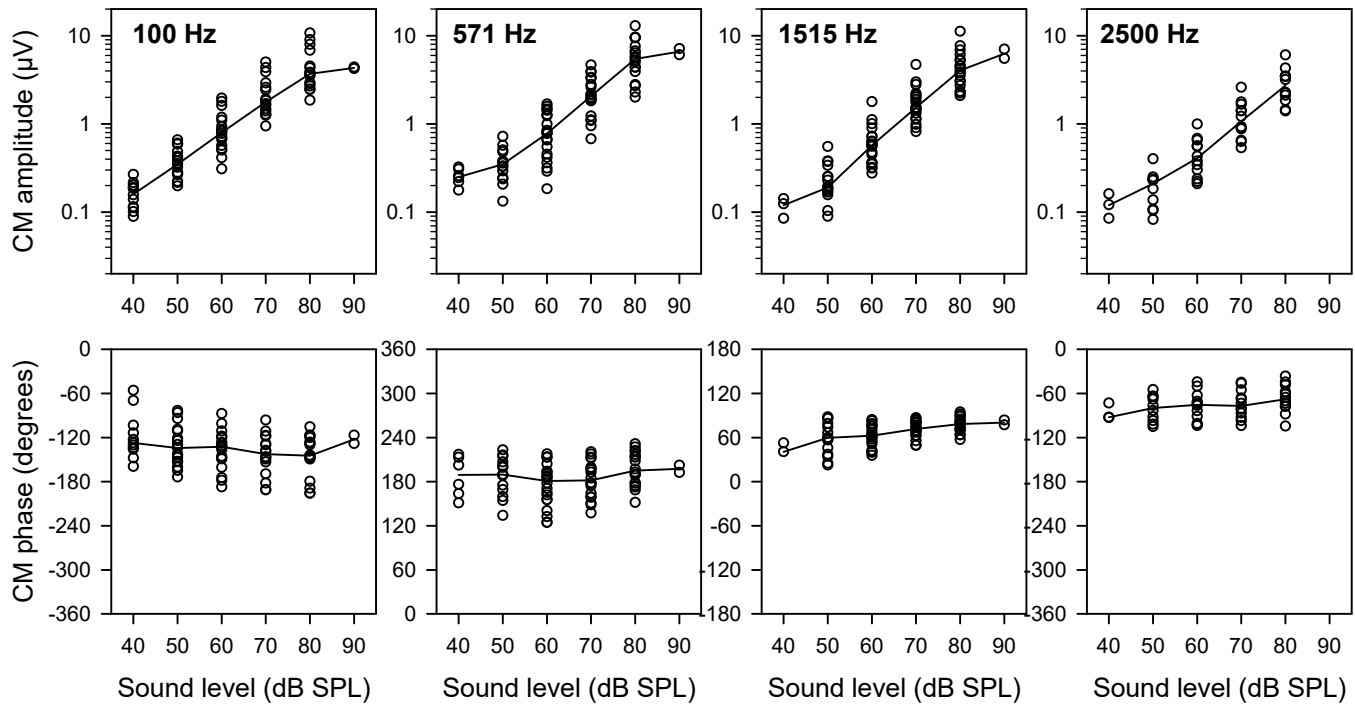 CM amplitude (µV)
100 Hz 571 Hz 1515 Hz 2500 Hz
10 10 10 10
1 1 1 1
0.1 0.1 0.1 0.1
40 50 60 70 80 90 40 50 60 70 80 90 40 50 60 70 80 90 40 50 60 70 80 90
CM phase (degrees)
0 360 180 0
-60 300 120 -60
-120 240 60 -120
-180 180 0 -180
-240 120 -60 -240
-300 60 -120 -300
-360 0 -180 -360
40 50 60 70 80 90 40 50 60 70 80 90 40 50 60 70 80 90 40 50 60 70 80 90
Sound level (dB SPL) Sound level (dB SPL) Sound level (dB SPL) Sound level (dB SPL)